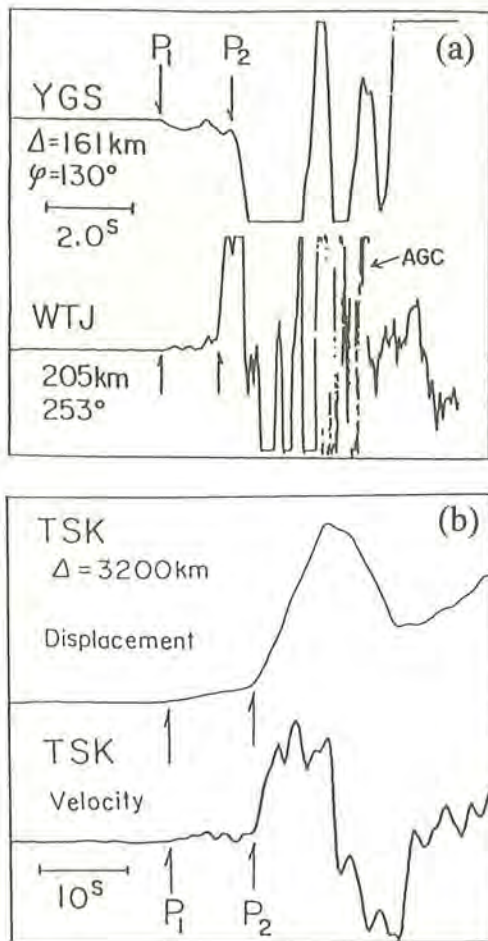 (a)
P₁ P₂
YGS
Δ=161km
φ=130°
2.0ˢ
←AGC
WTJ
205km
253°
(b)
TSK
Δ=3200km
Displacement
TSK
Velocity
10ˢ
P₁ P₂